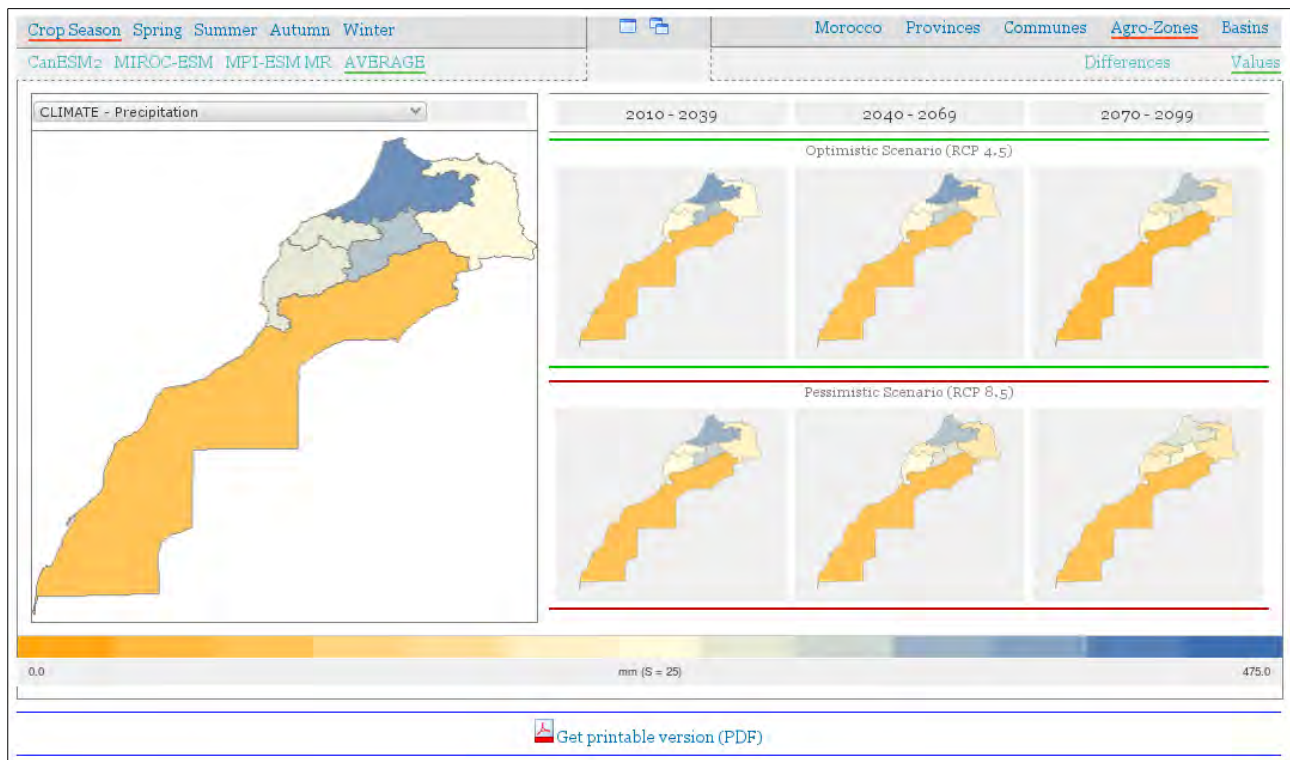 Crop Season Spring Summer Autumn Winter Morocco Provinces Communes Agro-Zones Basins
CanESM2 MIROC-ESM MPI-ESM MR AVERAGE Differences Values
CLIMATE - Precipitation 2010 - 2039 2040 - 2069 2070 - 2099
Optimistic Scenario (RCP 4.5)
Pessimistic Scenario (RCP 8.5)
0.0 mm (S = 25) 475.0
Get printable version (PDF)